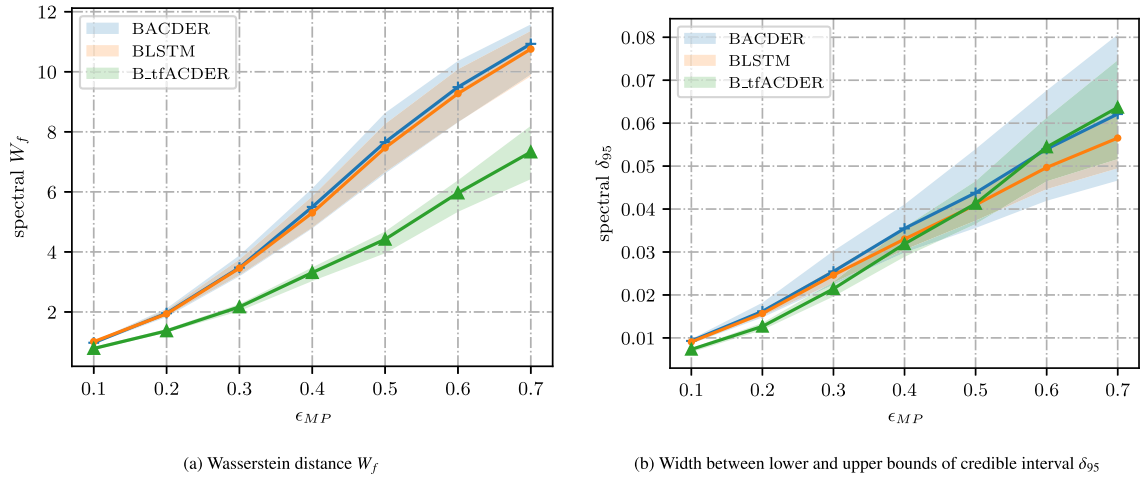 12
10
8
6
4
2
spectral W_f
BACDER
BLSTM
B_tfACDER
0.1 0.2 0.3 0.4 0.5 0.6 0.7
ϵ_MP
(a) Wasserstein distance W_f
0.08
0.07
0.06
0.05
0.04
0.03
0.02
0.01
spectral δ_95
BACDER
BLSTM
B_tfACDER
0.1 0.2 0.3 0.4 0.5 0.6 0.7
ϵ_MP
(b) Width between lower and upper bounds of credible interval δ_95